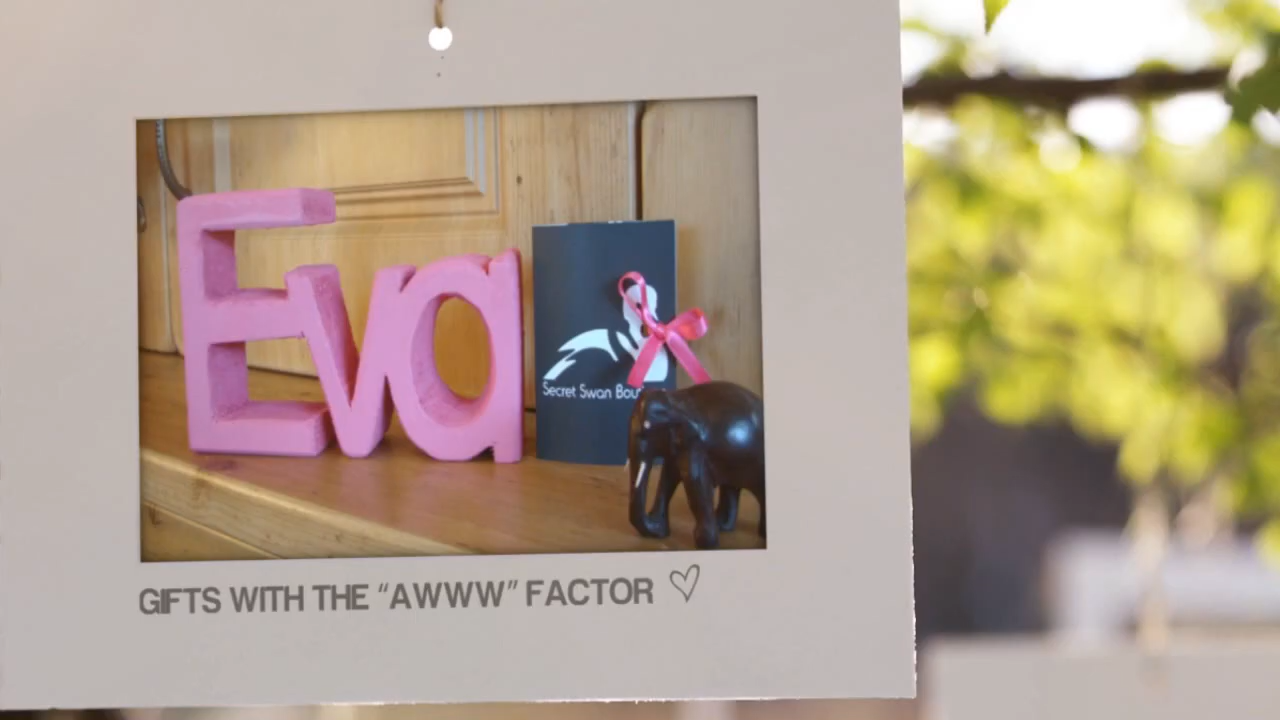 Eva
Secret Swan
GIFTS WITH THE “AWWW” FACTOR ♡